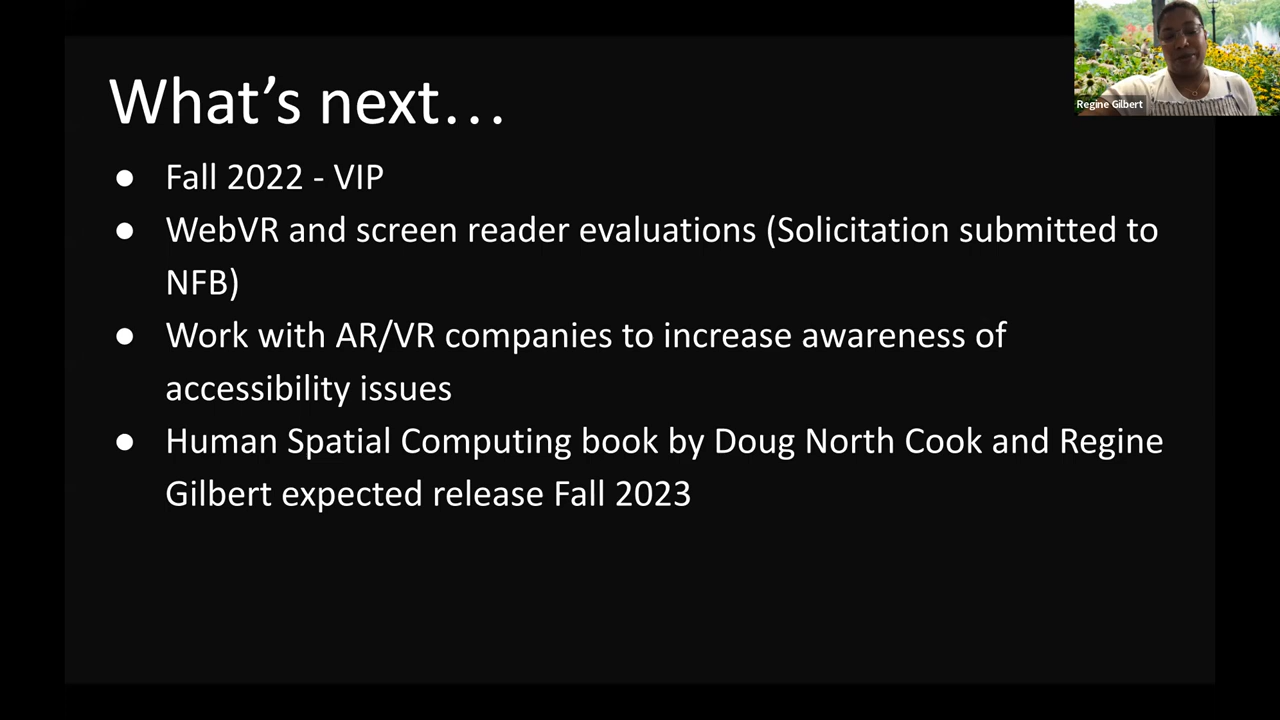 What’s next…
● Fall 2022 - VIP
● WebVR and screen reader evaluations (Solicitation submitted to
NFB)
● Work with AR/VR companies to increase awareness of
accessibility issues
● Human Spatial Computing book by Doug North Cook and Regine
Gilbert expected release Fall 2023
Regine Gilbert